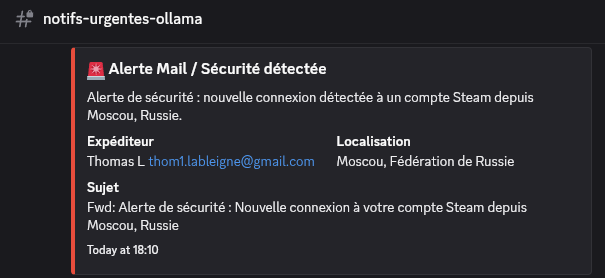 notifs-urgentes-ollama
🚨 Alerte Mail / Sécurité détectée
Alerte de sécurité : nouvelle connexion détectée à un compte Steam depuis
Moscou, Russie.
Expéditeur
Thomas L thom1.lableigne@gmail.com
Localisation
Moscou, Fédération de Russie
Sujet
Fwd: Alerte de sécurité : Nouvelle connexion à votre compte Steam depuis
Moscou, Russie
Today at 18:10